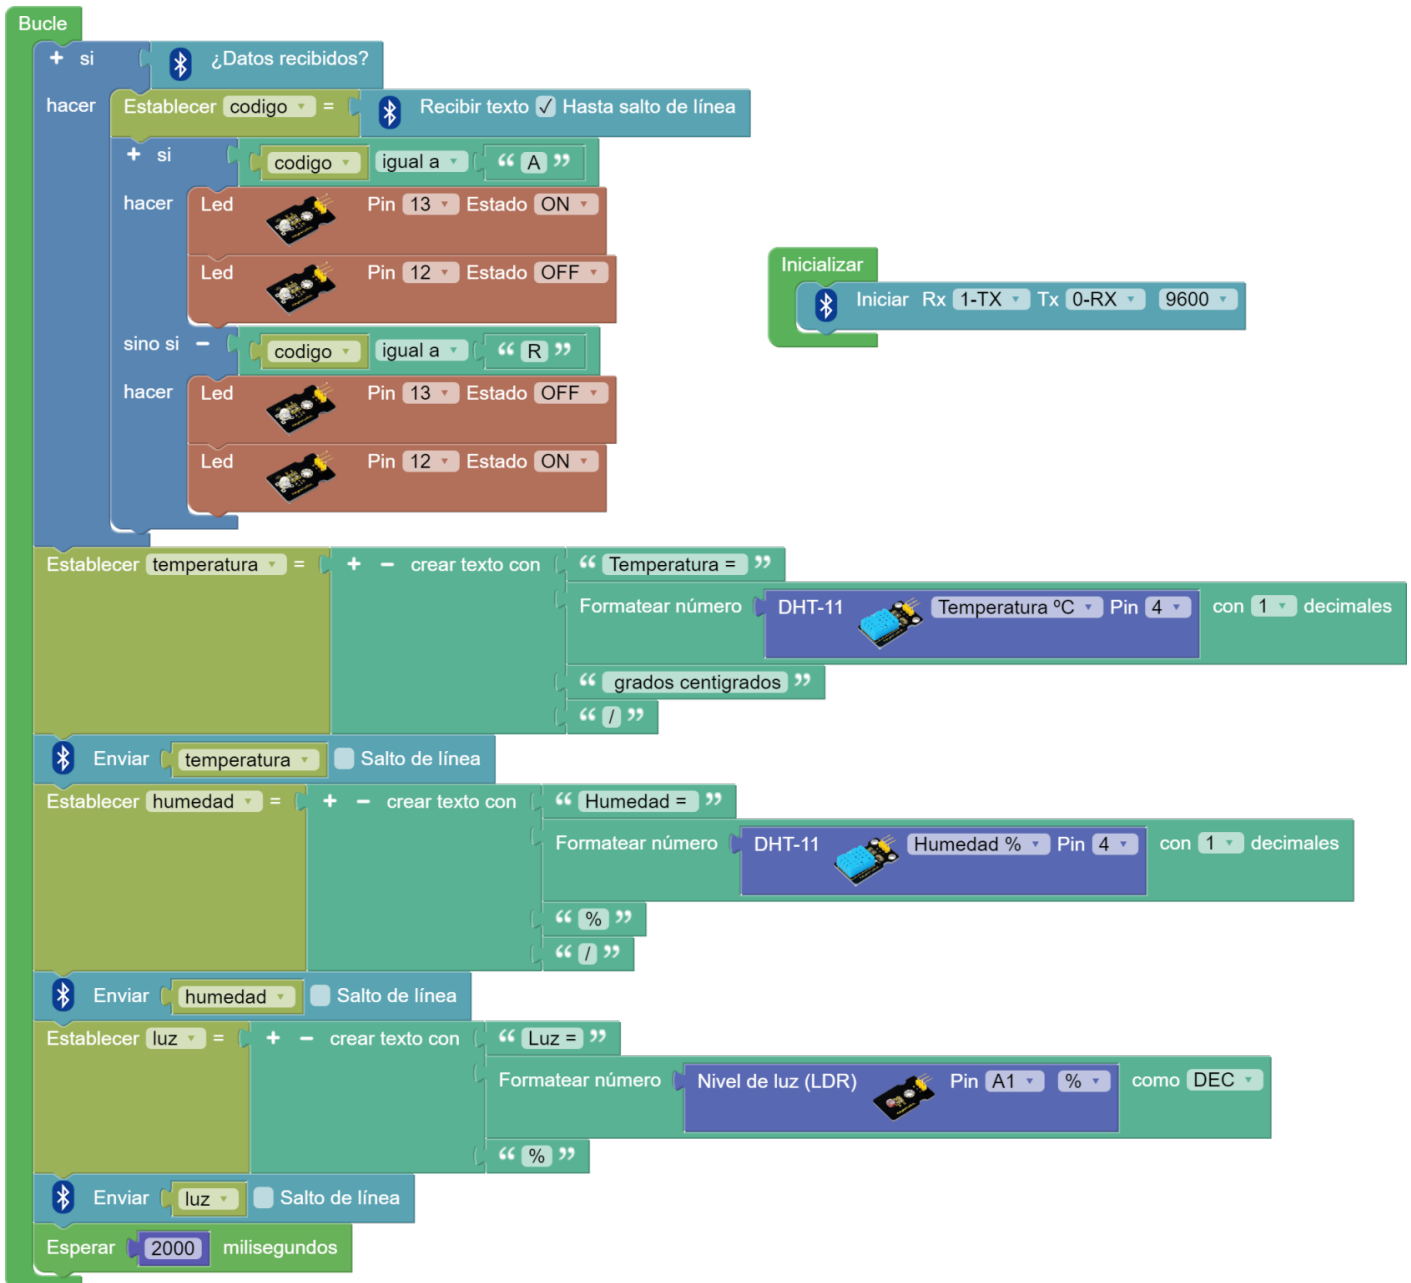 Bucle
+ si ¿Datos recibidos?
hacer Establecer codigo = Recibir texto ✓ Hasta salto de línea
+ si codigo igual a “ A ”
hacer Led Pin 13 Estado ON
Led Pin 12 Estado OFF
sino si − codigo igual a “ R ”
hacer Led Pin 13 Estado OFF
Led Pin 12 Estado ON
Inicializar
Iniciar Rx 1-TX Tx 0-RX 9600
Establecer temperatura = + − crear texto con “ Temperatura = ”
Formatear número DHT-11 Temperatura ºC Pin 4 con 1 decimales
“ grados centigrados ”
“ / ”
Enviar temperatura Salto de línea
Establecer humedad = + − crear texto con “ Humedad = ”
Formatear número DHT-11 Humedad % Pin 4 con 1 decimales
“ % ”
“ / ”
Enviar humedad Salto de línea
Establecer luz = + − crear texto con “ Luz = ”
Formatear número Nivel de luz (LDR) Pin A1 % como DEC
“ % ”
Enviar luz Salto de línea
Esperar 2000 milisegundos